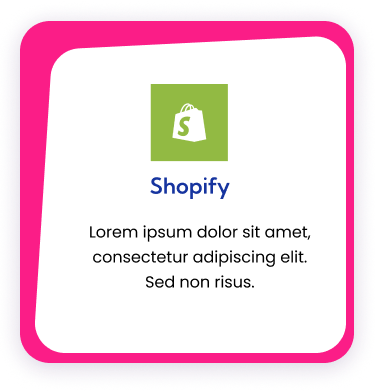 S
Shopify
Lorem ipsum dolor sit amet,
consectetur adipiscing elit.
Sed non risus.